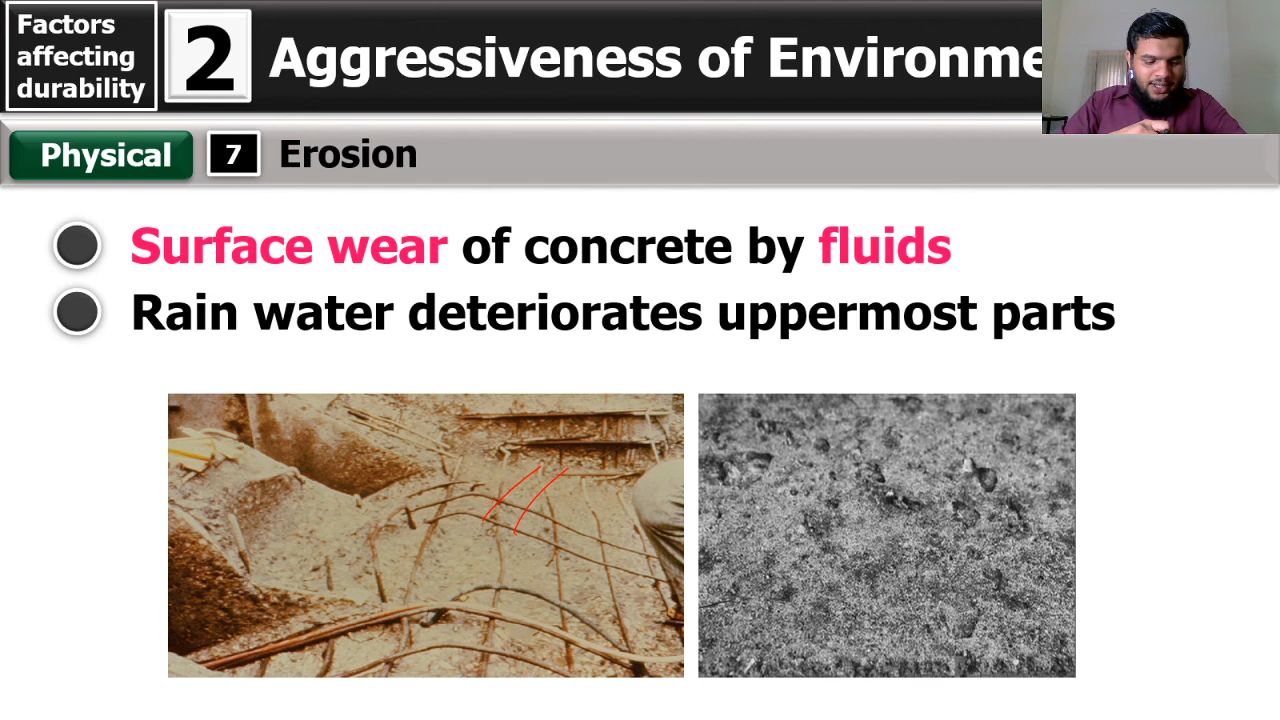 Factors
affecting
durability
2
Aggressiveness of Environme
Physical
7
Erosion
Surface wear of concrete by fluids
Rain water deteriorates uppermost parts